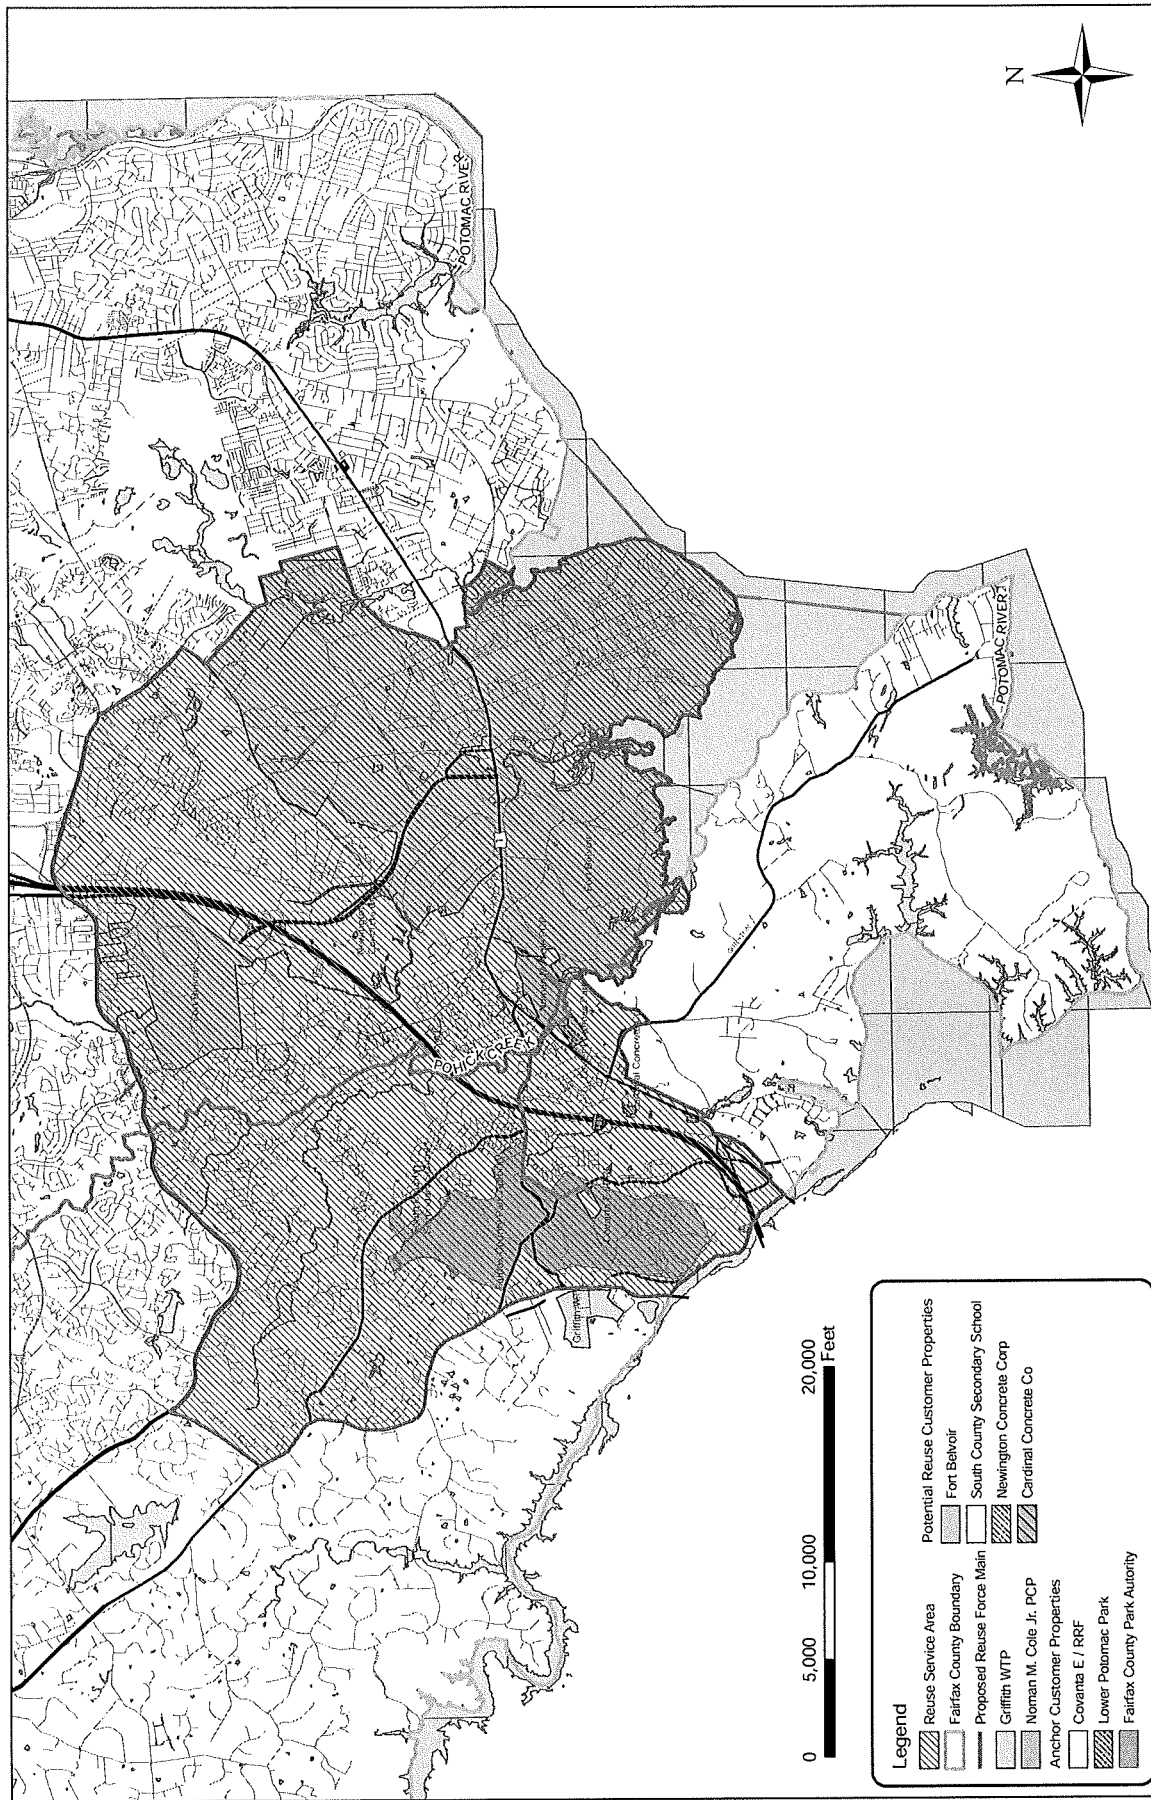 N
POTOMAC RIVER
POTOMAC RIVER
POTOMAC RIVER
1
POHICK CREEK
0
5,000
10,000
20,000
Feet
Legend
Reuse Service Area
Fairfax County Boundary
Proposed Reuse Force Main
Griffith WTP
Noman M. Cole Jr. PCP
Anchor Customer Properties
Covanta E / RRF
Lower Potomac Park
Fairfax County Park Autority
Potential Reuse Customer Properties
Fort Belvoir
South County Secondary School
Newington Concrete Corp
Cardinal Concrete Co